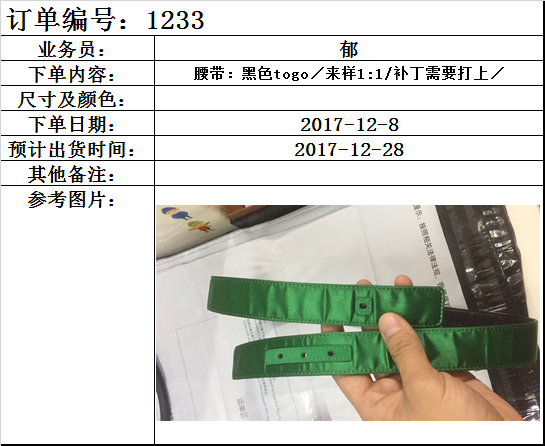 订单编号：1233
业务员： 郁
下单内容： 腰带：黑色togo／来样1:1/补丁需要打上／
尺寸及颜色：
下单日期： 2017-12-8
预计出货时间： 2017-12-28
其他备注：
参考图片：